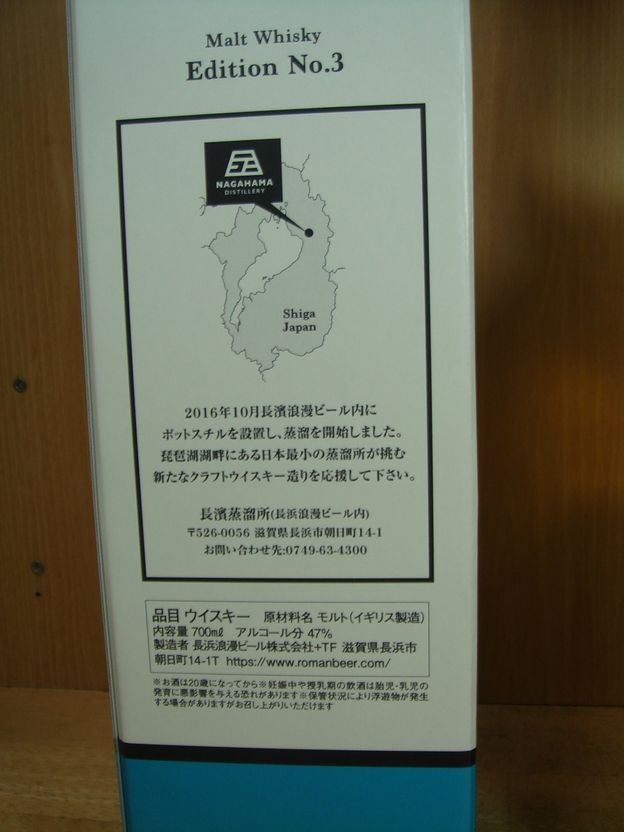 Malt Whisky
Edition No.3
NAGAHAMA
DISTILLERY
Shiga
Japan
2016年10月長濱浪漫ビール内に
ポットスチルを設置し、蒸溜を開始しました。
琵琶湖湖畔にある日本最小の蒸溜所が挑む
新たなクラフトウイスキー造りを応援して下さい。
長濱蒸溜所(長浜浪漫ビール内)
〒526-0056 滋賀県長浜市朝日町14-1
お問い合わせ先:0749-63-4300
品目 ウイスキー 原材料名 モルト(イギリス製造)
内容量 700㎖ アルコール分 47%
製造者 長浜浪漫ビール株式会社+TF 滋賀県長浜市
朝日町14-1T https://www.romanbeer.com/
※お酒は20歳になってから※妊娠中や授乳期の飲酒は胎児・乳児の
発育に悪影響を与える恐れがあります※保管状況により浮遊物が発生
する場合がありますがお召し上がりいただけます